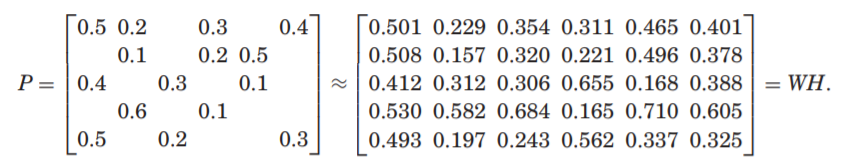 0.5 0.2 0.3 0.4 0.501 0.229 0.354 0.311 0.465 0.401
0.1 0.2 0.5 0.508 0.157 0.320 0.221 0.496 0.378
P = 0.4 0.3 0.1 ≈ 0.412 0.312 0.306 0.655 0.168 0.388 = WH.
0.6 0.1 0.530 0.582 0.684 0.165 0.710 0.605
0.5 0.2 0.3 0.493 0.197 0.243 0.562 0.337 0.325